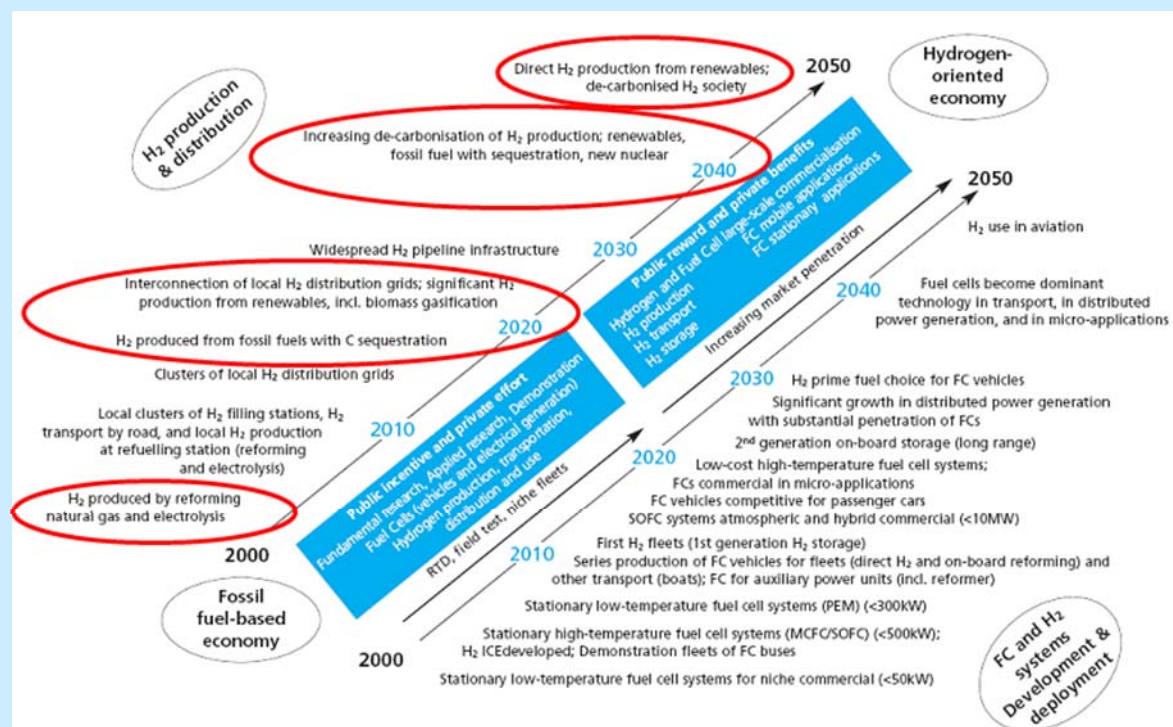 H₂ production
& distribution
Direct H₂ production from renewables;
de-carbonised H₂ society
2050
Hydrogen-
oriented
economy
Increasing de-carbonisation of H₂ production; renewables,
fossil fuel with sequestration, new nuclear
2040
Widespread H₂ pipeline infrastructure
2030
Interconnection of local H₂ distribution grids; significant H₂
production from renewables, incl. biomass gasification
H₂ produced from fossil fuels with C sequestration
2020
Clusters of local H₂ distribution grids
Local clusters of H₂ filling stations, H₂
transport by road, and local H₂ production
at refuelling station (reforming
and electrolysis)
2010
H₂ produced by reforming
natural gas and electrolysis
2000
Fossil
fuel-based
economy
Public incentive and private effort
Fundamental research, Applied research, Demonstration
Fuel Cells (vehicles and electrical generation)
Hydrogen production, transportation,
distribution and use
Public reward and private benefits
Hydrogen and Fuel Cell large-scale commercialisation
H₂ production
FC mobile applications
H₂ transport
FC stationary applications
H₂ storage
RTD, field test, niche fleets
Increasing market penetration
2050
H₂ use in aviation
2040
Fuel cells become dominant
technology in transport, in distributed
power generation, and in micro-applications
2030
H₂ prime fuel choice for FC vehicles
Significant growth in distributed power generation
with substantial penetration of FCs
2nd generation on-board storage (long range)
2020
Low-cost high-temperature fuel cell systems;
FCs commercial in micro-applications
FC vehicles competitive for passenger cars
SOFC systems atmospheric and hybrid commercial (<10MW)
2010
First H₂ fleets (1st generation H₂ storage)
Series production of FC vehicles for fleets (direct H₂ and on-board reforming) and
other transport (boats); FC for auxiliary power units (incl. reformer)
Stationary low-temperature fuel cell systems (PEM) (<300kW)
Stationary high-temperature fuel cell systems (MCFC/SOFC) (<500kW);
H₂ ICEdeveloped; Demonstration fleets of FC buses
2000
Stationary low-temperature fuel cell systems for niche commercial (<50kW)
FC and H₂
systems
Development &
deployment